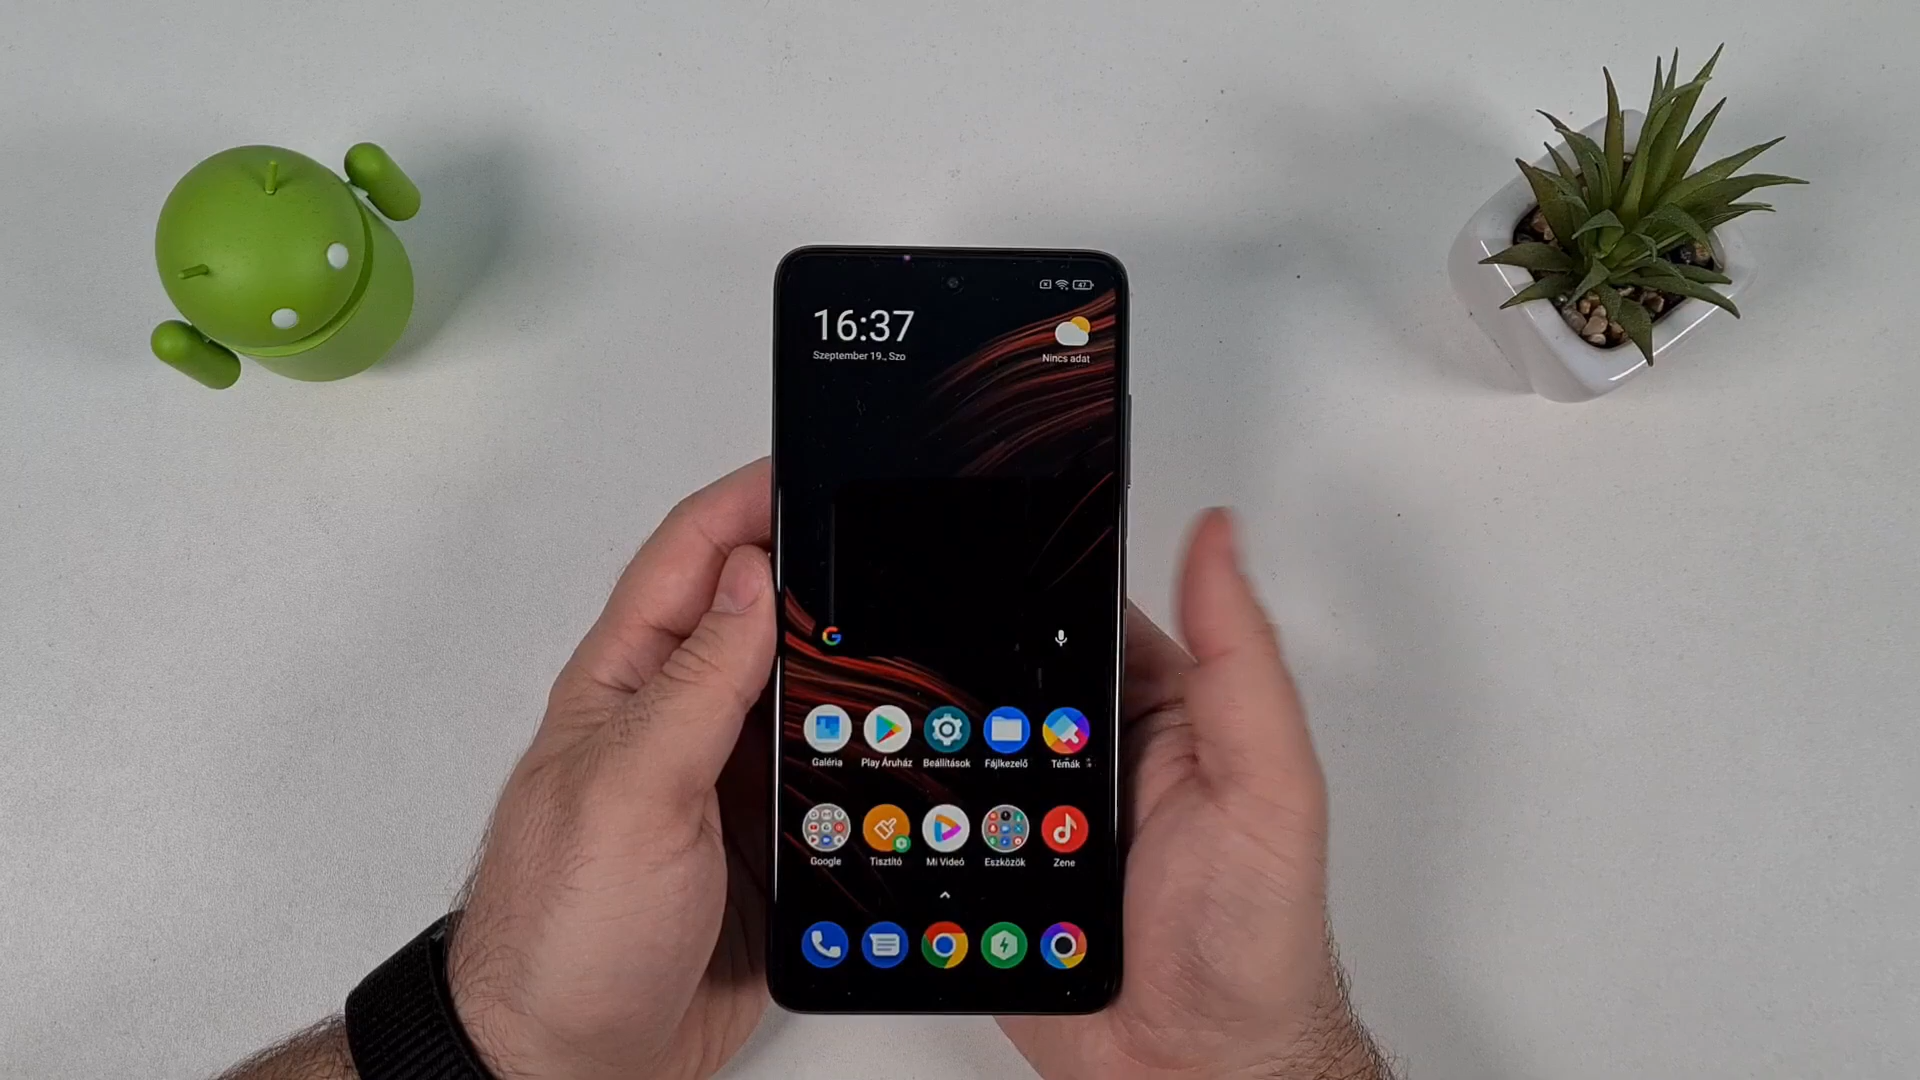 47
16:37
Szeptember 19., Szo
Nincs adat
Galéria
Play Áruház
Beállítások
Fájlkezelő
Témák
Google
Tisztító
Mi Videó
Eszközök
Zene